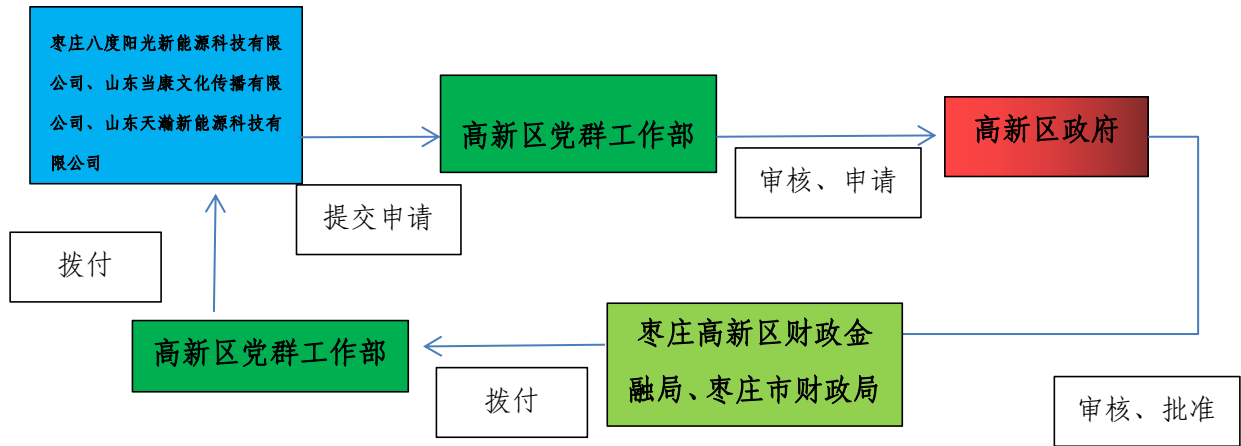 枣庄八度阳光新能源科技有限
公司、山东当康文化传播有限
公司、山东天瀚新能源科技有
限公司
高新区党群工作部
高新区政府
提交申请
审核、申请
拨付
高新区党群工作部
枣庄高新区财政金
融局、枣庄市财政局
拨付
审核、批准